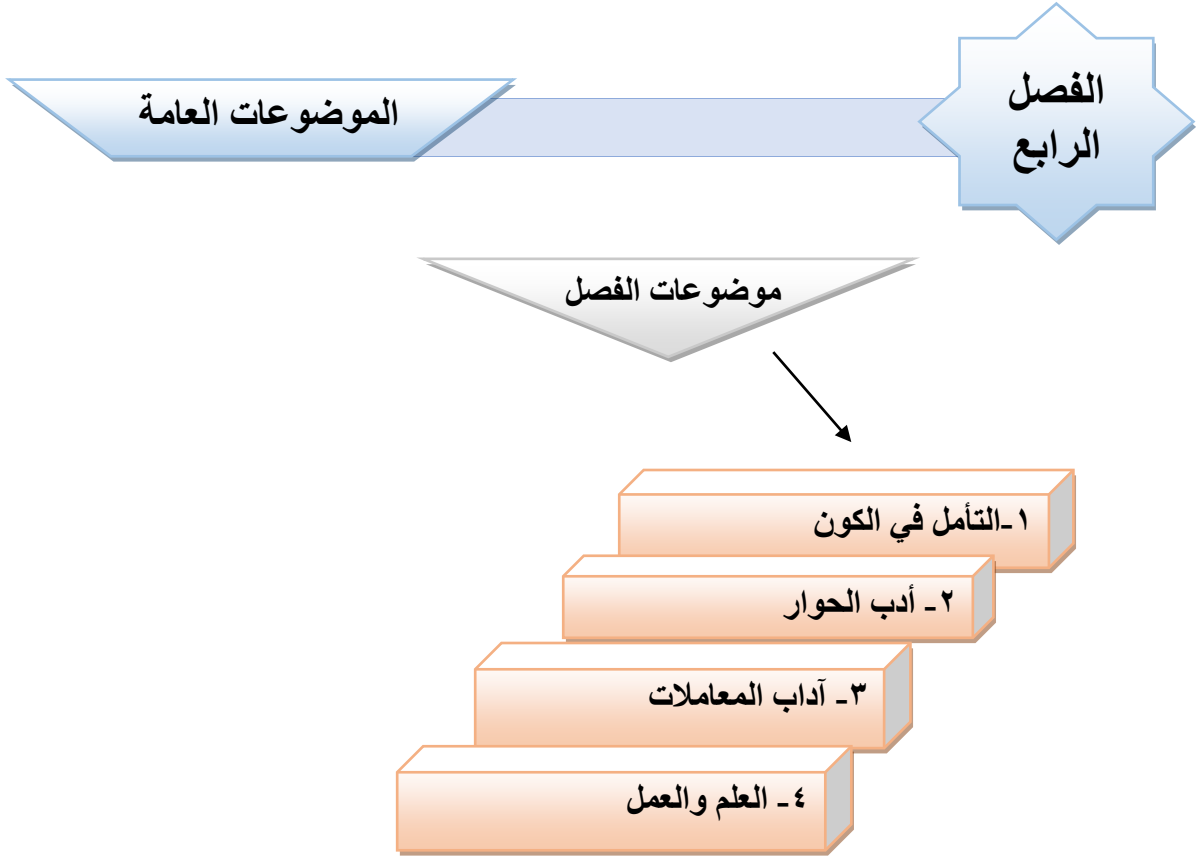 الفصل
الرابع
الموضوعات العامة
موضوعات الفصل
١-التأمل في الكون
٢- أدب الحوار
٣- آداب المعاملات
٤- العلم والعمل